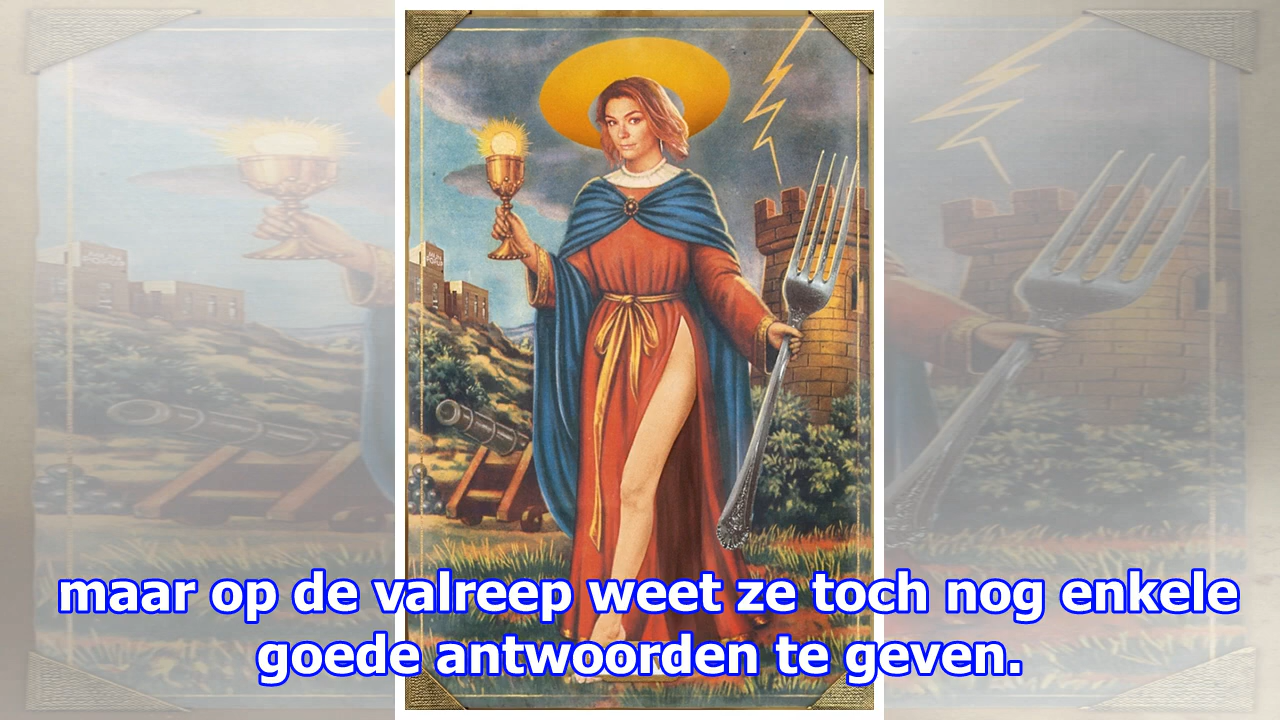 maar op de valreep weet ze toch nog enkele
goede antwoorden te geven.